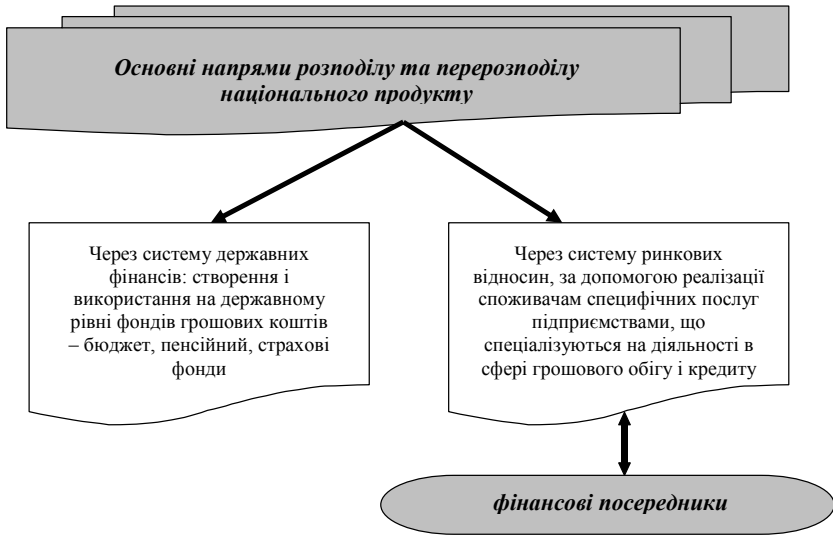 Основні напрями розподілу та перерозподілу
національного продукту
Через систему державних
фінансів: створення і
використання на державному
рівні фондів грошових коштів
– бюджет, пенсійний, страхові
фонди
Через систему ринкових
відносин, за допомогою реалізації
споживачам специфічних послуг
підприємствами, що
спеціалізуються на діяльності в
сфері грошового обігу і кредиту
фінансові посередники